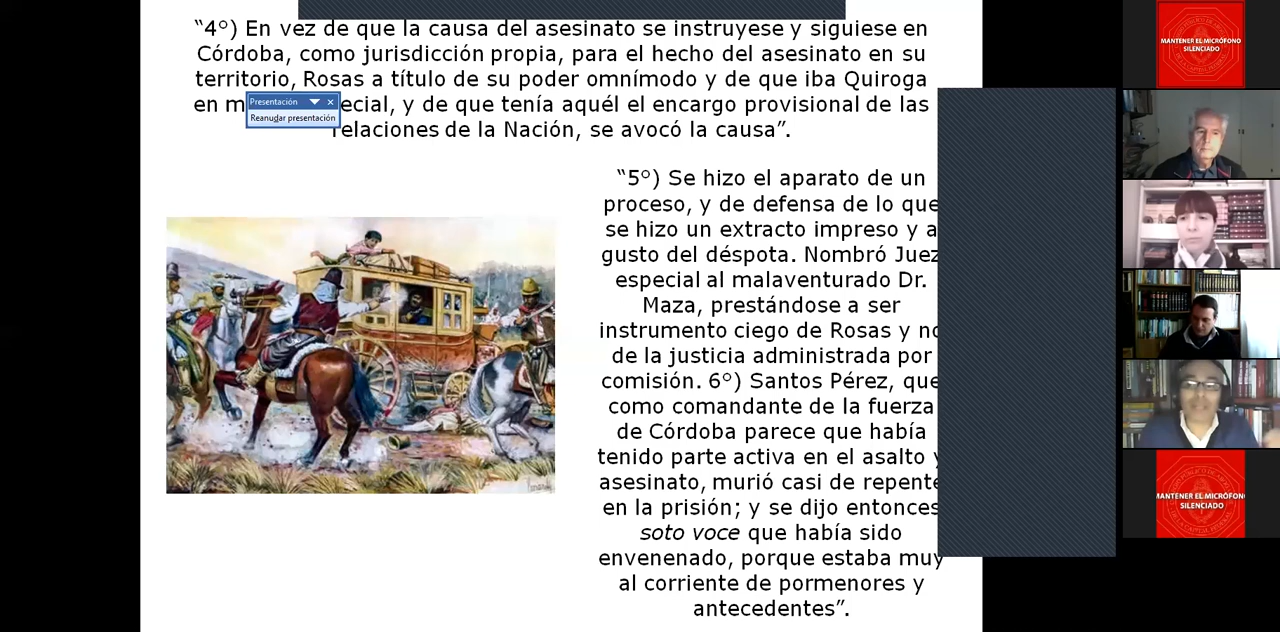 “4°) En vez de que la causa del asesinato se instruyese y siguiese en
Córdoba, como jurisdicción propia, para el hecho del asesinato en su
territorio, Rosas a título de su poder omnímodo y de que iba Quiroga
en ecial, y de que tenía aquél el encargo provisional de las
relaciones de la Nación, se avocó la causa”.
Presentación
Reanudar presentación
“5°) Se hizo el aparato de un
proceso, y de defensa de lo que
se hizo un extracto impreso y a
gusto del déspota. Nombró Juez
especial al malaventurado Dr.
Maza, prestándose a ser
instrumento ciego de Rosas y no
de la justicia administrada por
comisión. 6°) Santos Pérez, que
como comandante de la fuerza
de Córdoba parece que había
tenido parte activa en el asalto y
asesinato, murió casi de repente
en la prisión; y se dijo entonces
soto voce que había sido
envenenado, porque estaba muy
al corriente de pormenores y
antecedentes”.
MANTENER EL MICRÓFONO
SILENCIADO
MANTENER EL MICRÓFONO
SILENCIADO